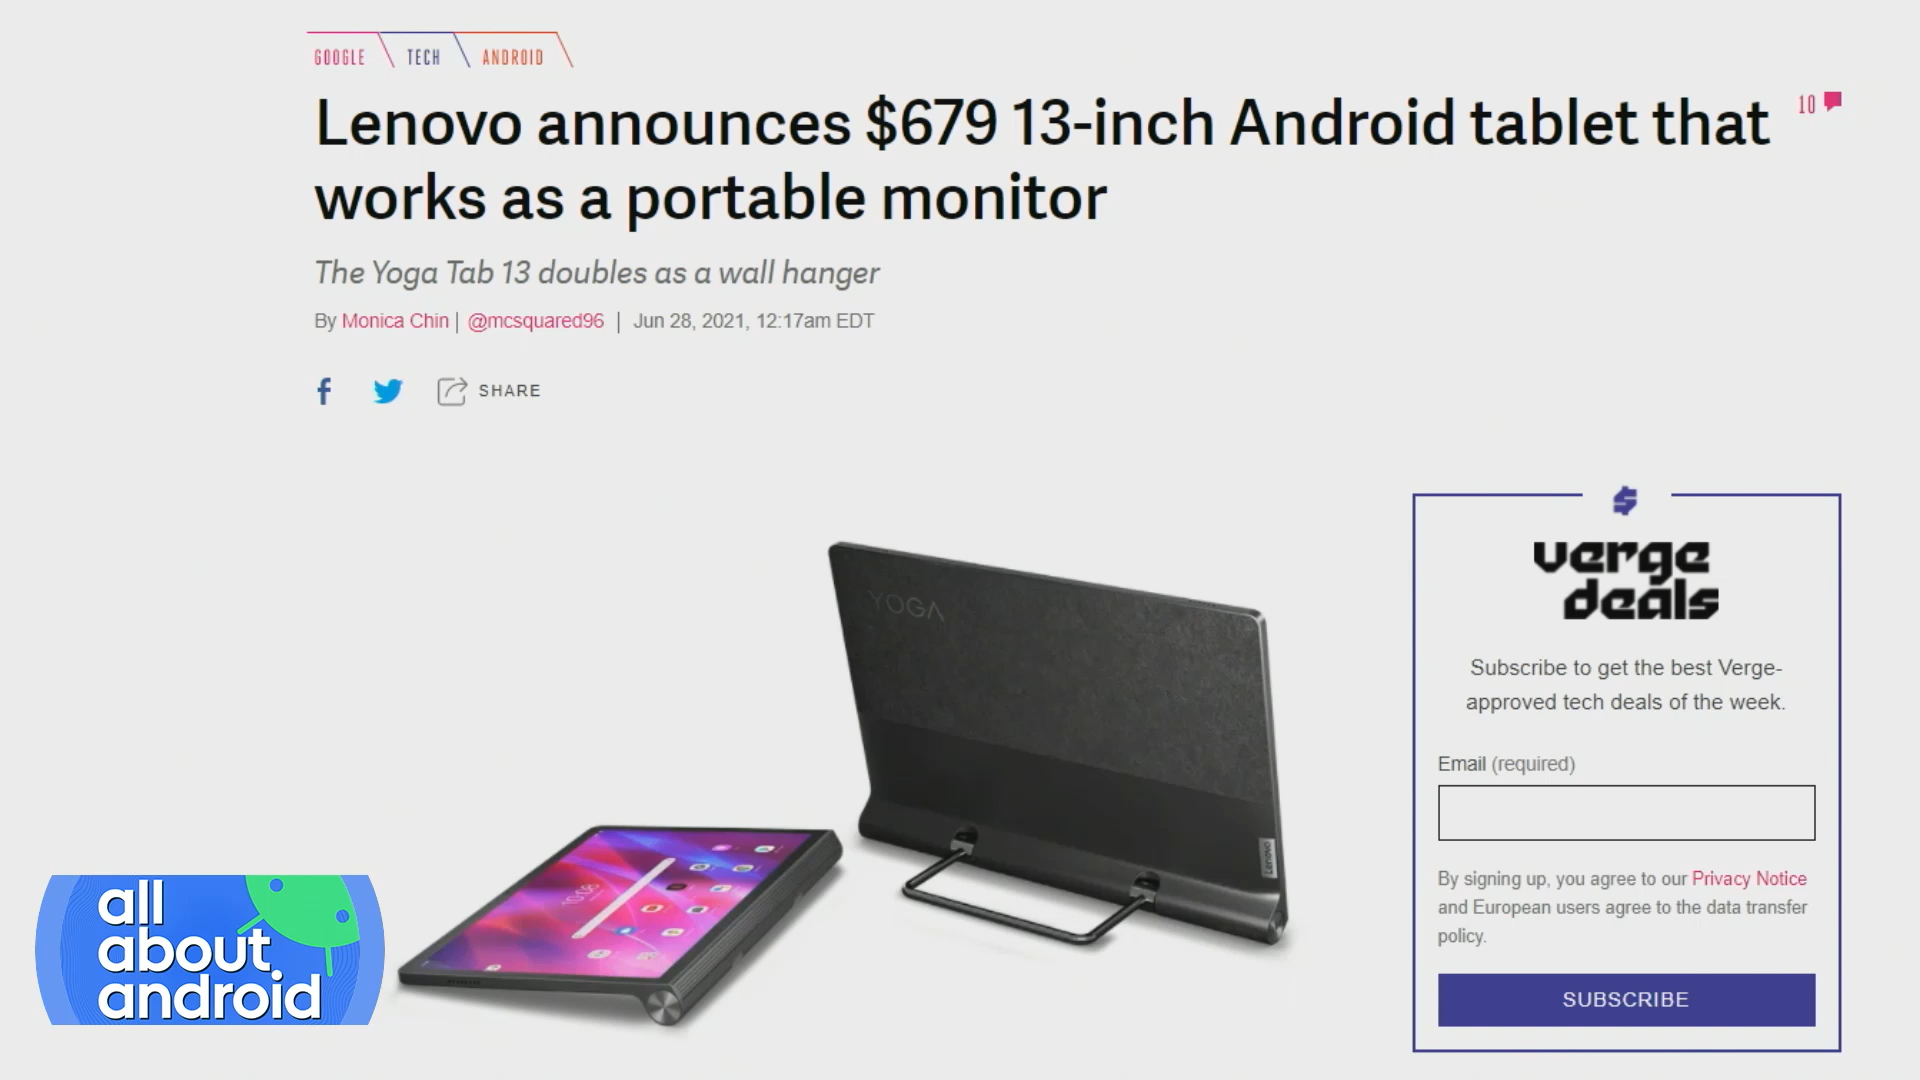 GOOGLE TECH ANDROID
Lenovo announces $679 13-inch Android tablet that
works as a portable monitor
10
The Yoga Tab 13 doubles as a wall hanger
By Monica Chin | @mcsquared96 | Jun 28, 2021, 12:17am EDT
SHARE
YOGA
Lenovo
10:08
all
about
android
$
verge
deals
Subscribe to get the best Verge-
approved tech deals of the week.
Email (required)
By signing up, you agree to our Privacy Notice
and European users agree to the data transfer
policy.
SUBSCRIBE